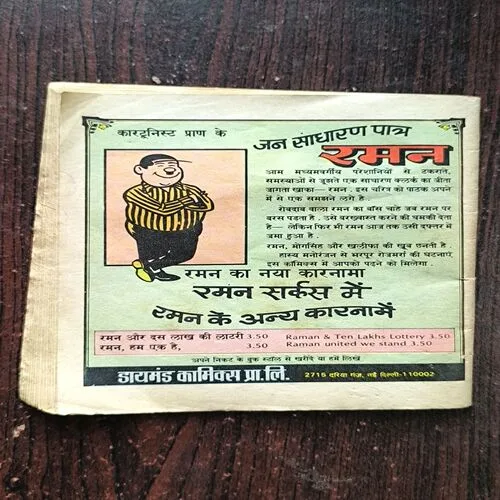 कारटूनिस्ट प्राण के
जन साधारण पात्र
रमन
आम मध्यमवर्गीय परेशानियों से टकराते,
समस्याओं से जूझते एक साधारण क्लर्क का जीता
जागता खाका— रमन . इस चरित्र को पाठक अपने
में से एक समझने लगे है.
रोबदाब वाला रमन का बॉस चाहे जब रमन पर
बरस पड़ता है . उसे बरखास्त करने की धमकी देता
है— लेकिन फिर भी रमन आज तक उसी दफ्तर में
जमा हुआ है .
रमन, मोगासिंह और खलीफा की खूब छनती है .
हास्य मनोरंजन से भरपूर रोजमर्रा की घटनाएं
इस कॉमिक्स में आपको पढ़ने को मिलेगा .
रमन का नया कारनामा
रमन सर्कस में
रमन के अन्य कारनामें
रमन और दस लाख की लाटरी 3.50 Raman & Ten Lakhs Lottery 3.50
रमन, हम एक है, 3.50 Raman united we stand 3.50
अपने निकट के बुक स्टॉल से खरीदें या हमें लिखें
डायमंड कामिक्स प्रा.लि. 2715 दरिया गंज, नई दिल्ली-110002